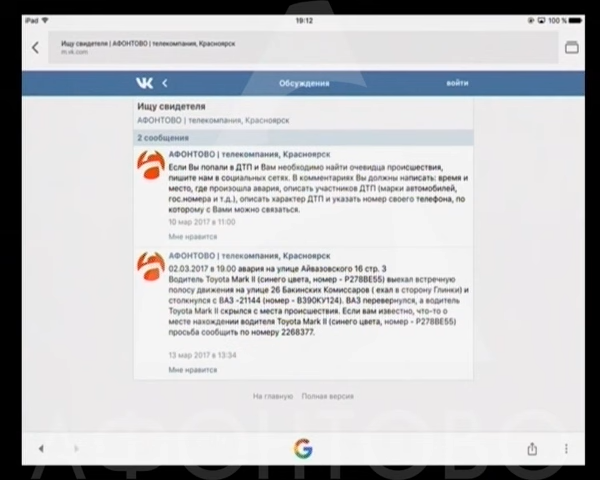 iPad
19:12
100 %
Ищу свидетеля | АФОНТОВО | телекомпания, Красноярск
m.vk.com
Обсуждения
войти
Ищу свидетеля
АФОНТОВО | телекомпания, Красноярск
2 сообщения
АФОНТОВО | телекомпания, Красноярск
Если Вы попали в ДТП и Вам необходимо найти очевидца происшествия,
пишите нам в социальных сетях. В комментариях Вы должны написать: время и
место, где произошла авария, описать участников ДТП (марки автомобилей,
гос.номера и т.д.), описать характер ДТП и указать номер своего телефона, по
которому с Вами можно связаться.
10 мар 2017 в 11:00
Мне нравится
АФОНТОВО | телекомпания, Красноярск
02.03.2017 в 19.00 авария на улице Айвазовского 16 стр. 3
Водитель Toyota Mark II (синего цвета, номер - Р278ВЕ55) выехал встречную
полосу движения на улице 26 Бакинских Комиссаров ( ехал в сторону Глинки) и
столкнулся с ВАЗ -21144 (номер - В390КУ124). ВАЗ перевернулся, а водитель
Toyota Mark II скрылся с места происшествия. Если вам известно, что-то о
месте нахождении водителя Toyota Mark II (синего цвета, номер - Р278ВЕ55)
просьба сообщить по номеру 2268377.
13 мар 2017 в 13:34
Мне нравится
На главную Полная версия
G
АФОНТОВО